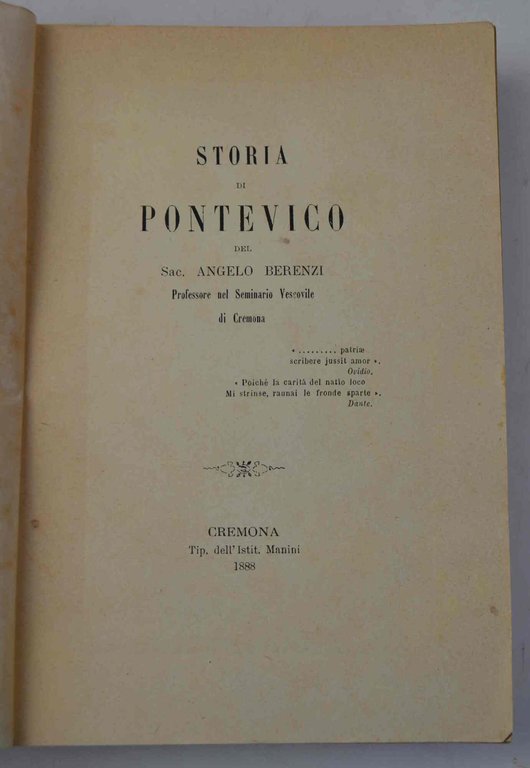 STORIA
DI
PONTEVICO
DEL
Sac. ANGELO BERENZI
Professore nel Seminario Vescovile
di Cremona
« ......... patriæ
scribere jussit amor ».
Ovidio.
« Poichè la carità del natio loco
Mi strinse, raunai le fronde sparte ».
Dante.
CREMONA
Tip. dell' Istit. Manini
1888